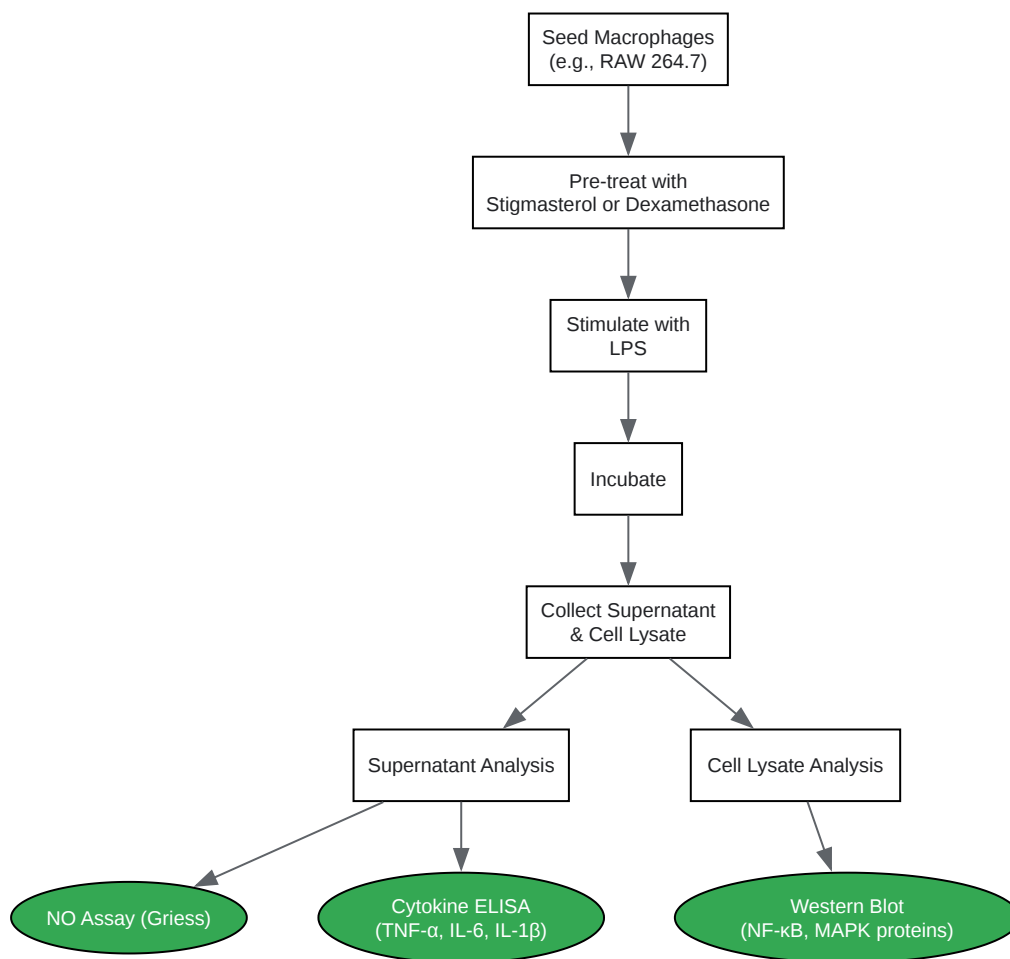 Seed Macrophages
(e.g., RAW 264.7)
Pre-treat with
Stigmasterol or Dexamethasone
Stimulate with
LPS
Incubate
Collect Supernatant
& Cell Lysate
Supernatant Analysis
Cell Lysate Analysis
NO Assay (Griess)
Cytokine ELISA
(TNF-α, IL-6, IL-1β)
Western Blot
(NF-κB, MAPK proteins)